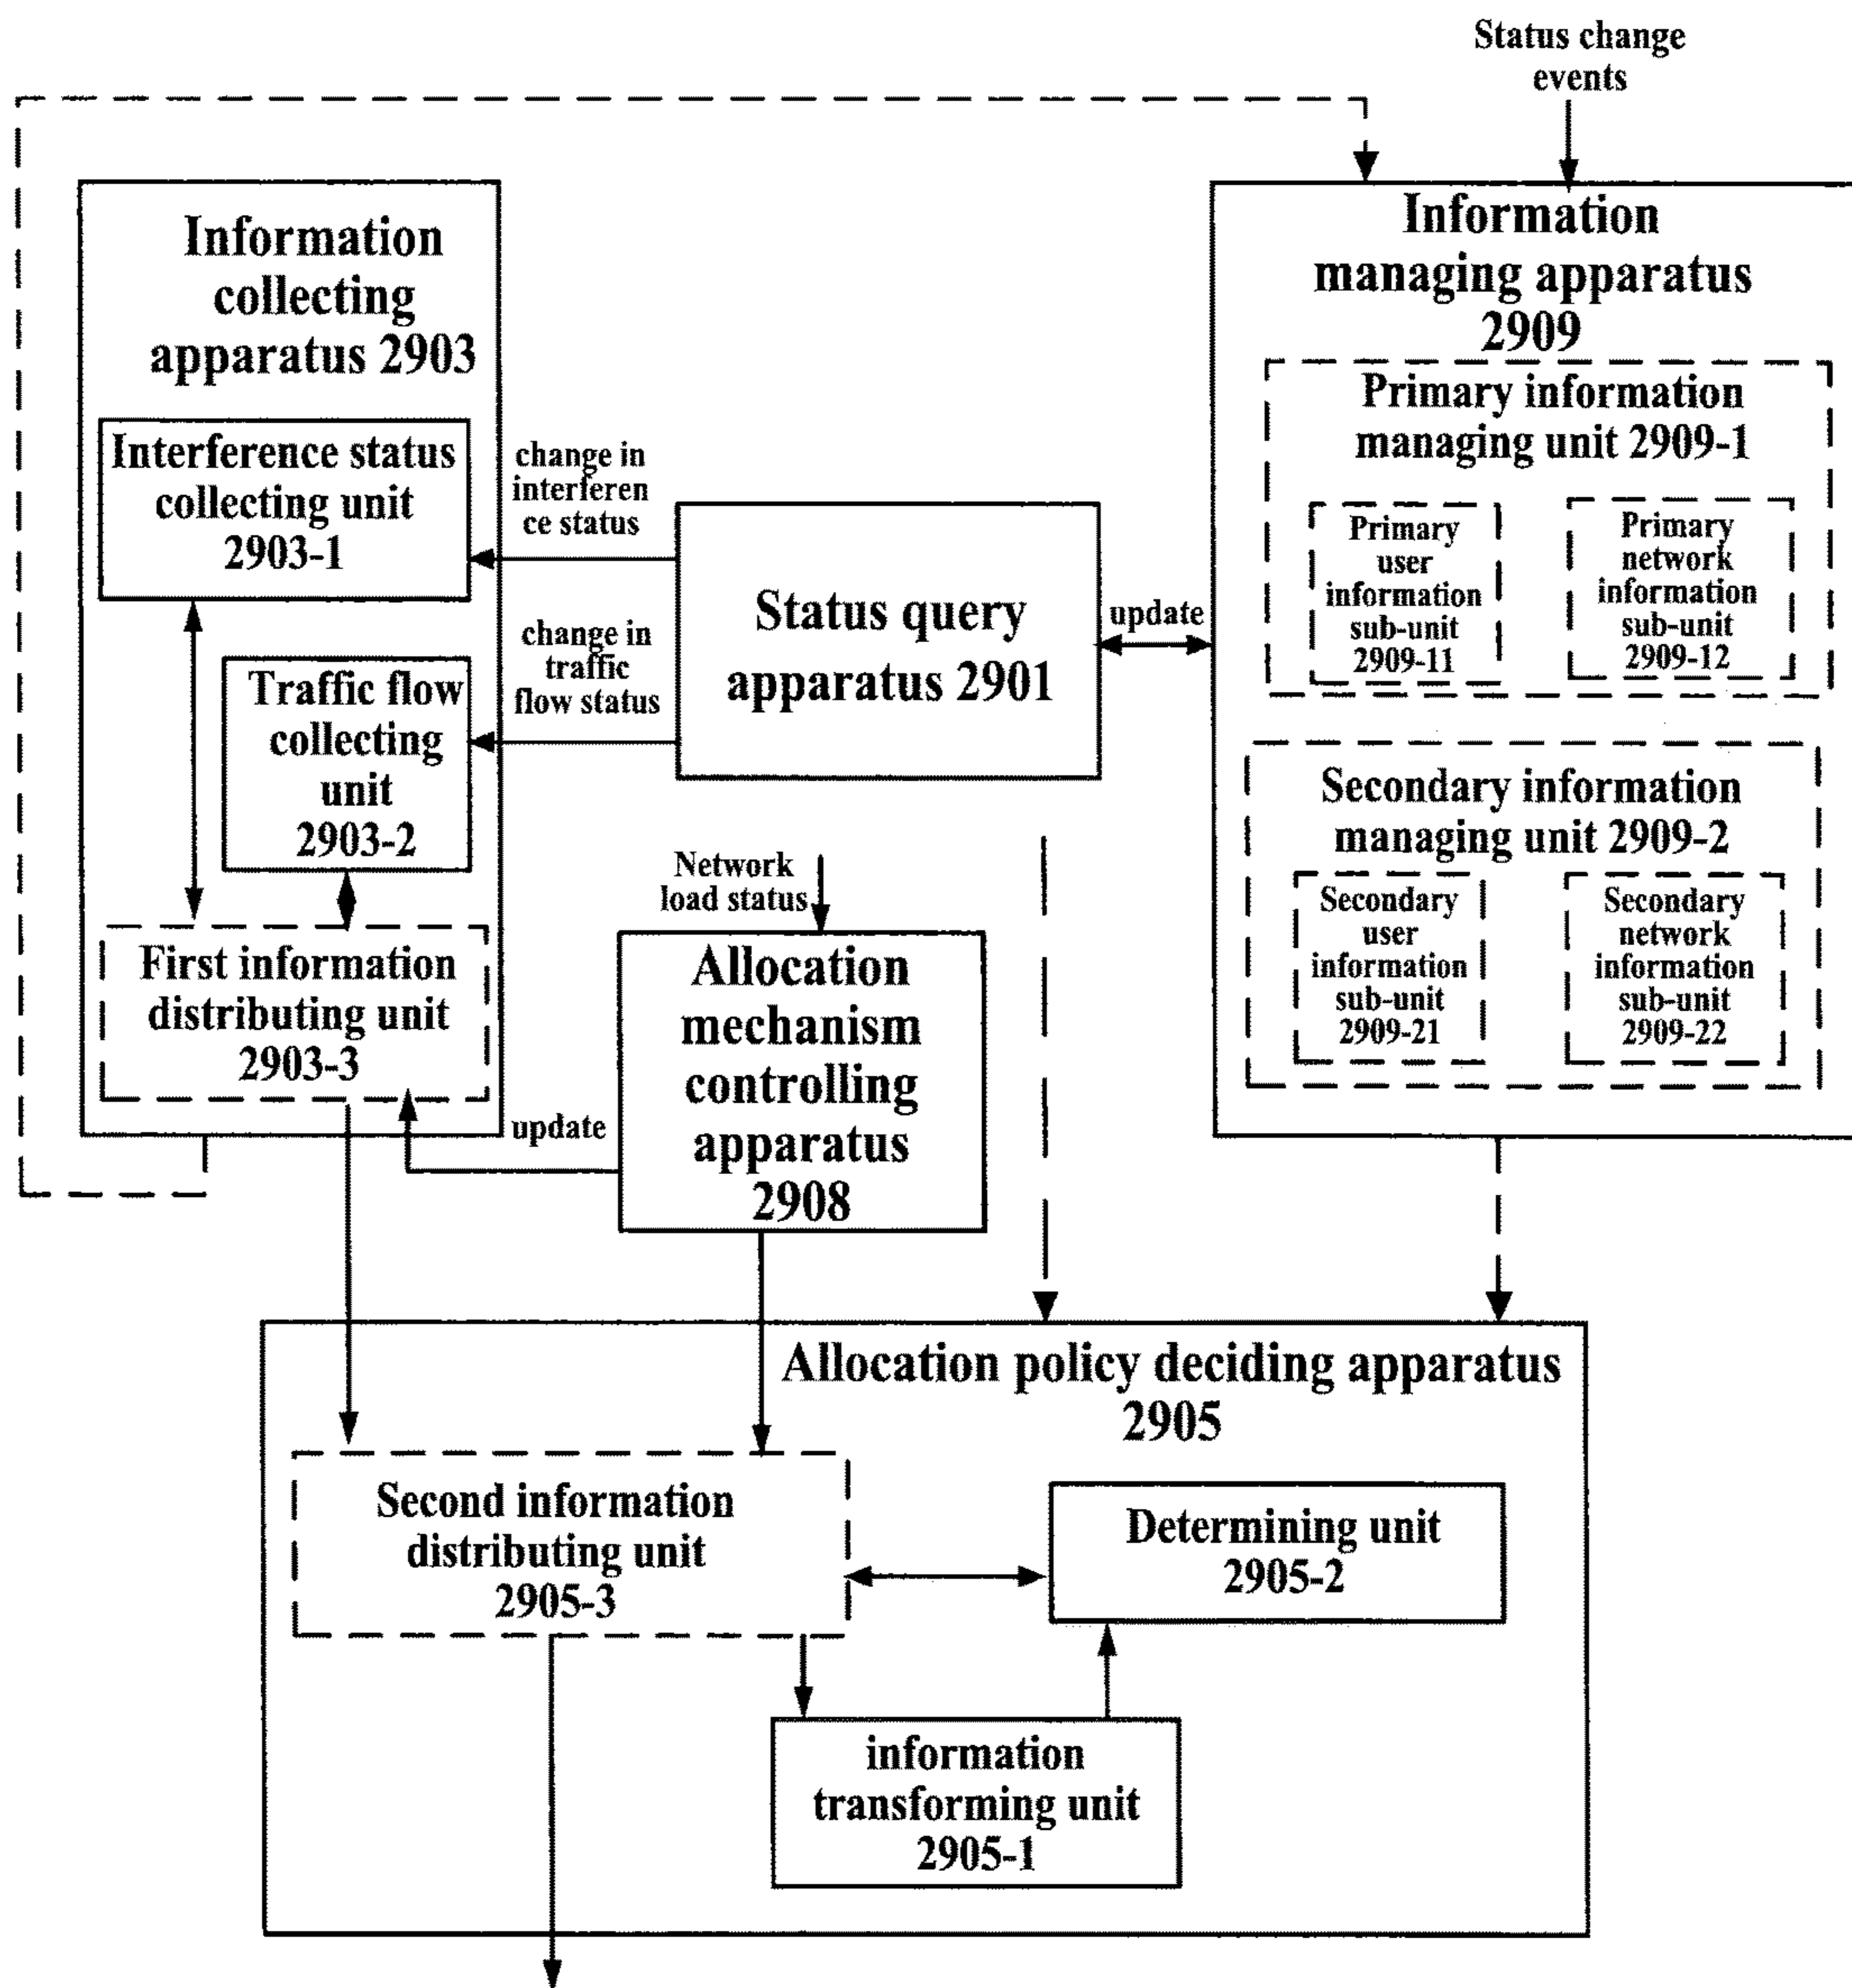 Status change
events
Information
collecting
apparatus 2903
Interference status
collecting unit
2903-1
Traffic flow
collecting
unit
2903-2
First information
distributing unit
2903-3
change in
interferen
ce status
change in
traffic
flow status
Status query
apparatus 2901
update
Information
managing apparatus
2909
Primary information
managing unit 2909-1
Primary
user
information
sub-unit
2909-11
Primary
network
information
sub-unit
2909-12
Secondary information
managing unit 2909-2
Secondary
user
information
sub-unit
2909-21
Secondary
network
information
sub-unit
2909-22
Network
load status
Allocation
mechanism
controlling
apparatus
2908
update
Allocation policy deciding apparatus
2905
Second information
distributing unit
2905-3
Determining unit
2905-2
information
transforming unit
2905-1